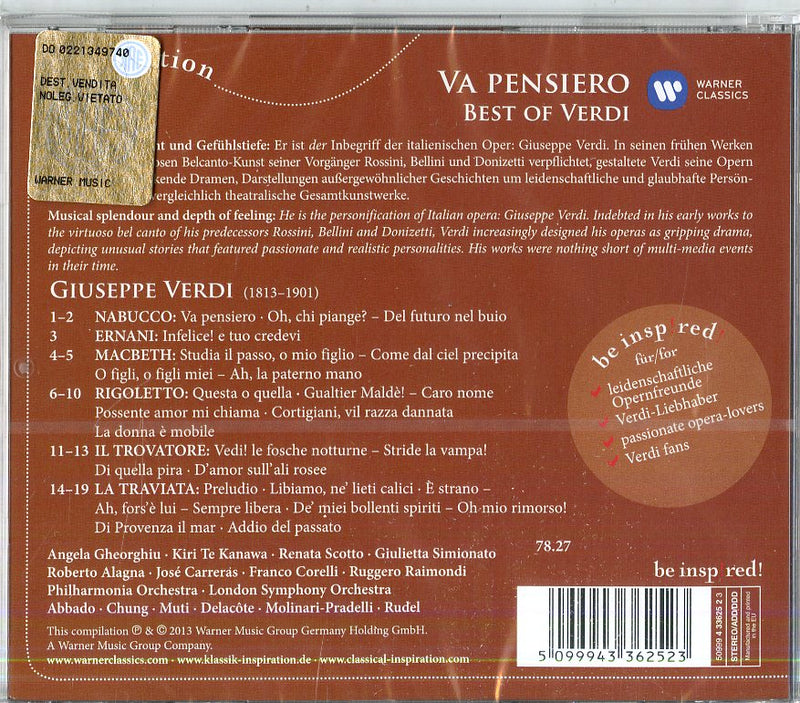 DO 0221349740
DEST.VENDITA
NOLEG.VIETATO
WARNER MUSIC
VA PENSIERO
BEST OF VERDI
WARNER
CLASSICS
und Gefühlstiefe: Er ist der Inbegriff der italienischen Oper: Giuseppe Verdi. In seinen frühen Werken
Belcanto-Kunst seiner Vorgänger Rossini, Bellini und Donizetti verpflichtet, gestaltete Verdi seine Opern
Dramen, Darstellungen außergewöhnlicher Geschichten um leidenschaftliche und glaubhafte Persön-
theatralische Gesamtkunstwerke.
Musical splendour and depth of feeling: He is the personification of Italian opera: Giuseppe Verdi. Indebted in his early works to
the virtuoso bel canto of his predecessors Rossini, Bellini and Donizetti, Verdi increasingly designed his operas as gripping drama,
depicting unusual stories that featured passionate and realistic personalities. His works were nothing short of multi-media events
in their time.
GIUSEPPE VERDI (1813–1901)
1–2 NABUCCO: Va pensiero · Oh, chi piange? – Del futuro nel buio
3 ERNANI: Infelice! e tuo credevi
4–5 MACBETH: Studia il passo, o mio figlio – Come dal ciel precipita
O figli, o figli miei – Ah, la paterno mano
6–10 RIGOLETTO: Questa o quella · Gualtier Maldè! – Caro nome
Possente amor mi chiama · Cortigiani, vil razza dannata
La donna è mobile
11–13 IL TROVATORE: Vedi! le fosche notturne – Stride la vampa!
Di quella pira · D'amor sull'ali rosee
14–19 LA TRAVIATA: Preludio · Libiamo, ne' lieti calici · È strano –
Ah, fors'è lui – Sempre libera · De' miei bollenti spiriti – Oh mio rimorso!
Di Provenza il mar · Addio del passato
be insp!red!
für/for
leidenschaftliche
Opernfreunde
Verdi-Liebhaber
passionate opera-lovers
Verdi fans
Angela Gheorghiu · Kiri Te Kanawa · Renata Scotto · Giulietta Simionato
Roberto Alagna · José Carreras · Franco Corelli · Ruggero Raimondi
Philharmonia Orchestra · London Symphony Orchestra
Abbado · Chung · Muti · Delacôte · Molinari-Pradelli · Rudel
78.27
be insp!red!
This compilation ℗ & © 2013 Warner Music Group Germany Holding GmbH.
A Warner Music Group Company.
www.warnerclassics.com · www.klassik-inspiration.de · www.classical-inspiration.com
5 099943 362523
50999 4 33625 2 3
STEREO/ADD/DDD
Manufactured and printed
in the EU